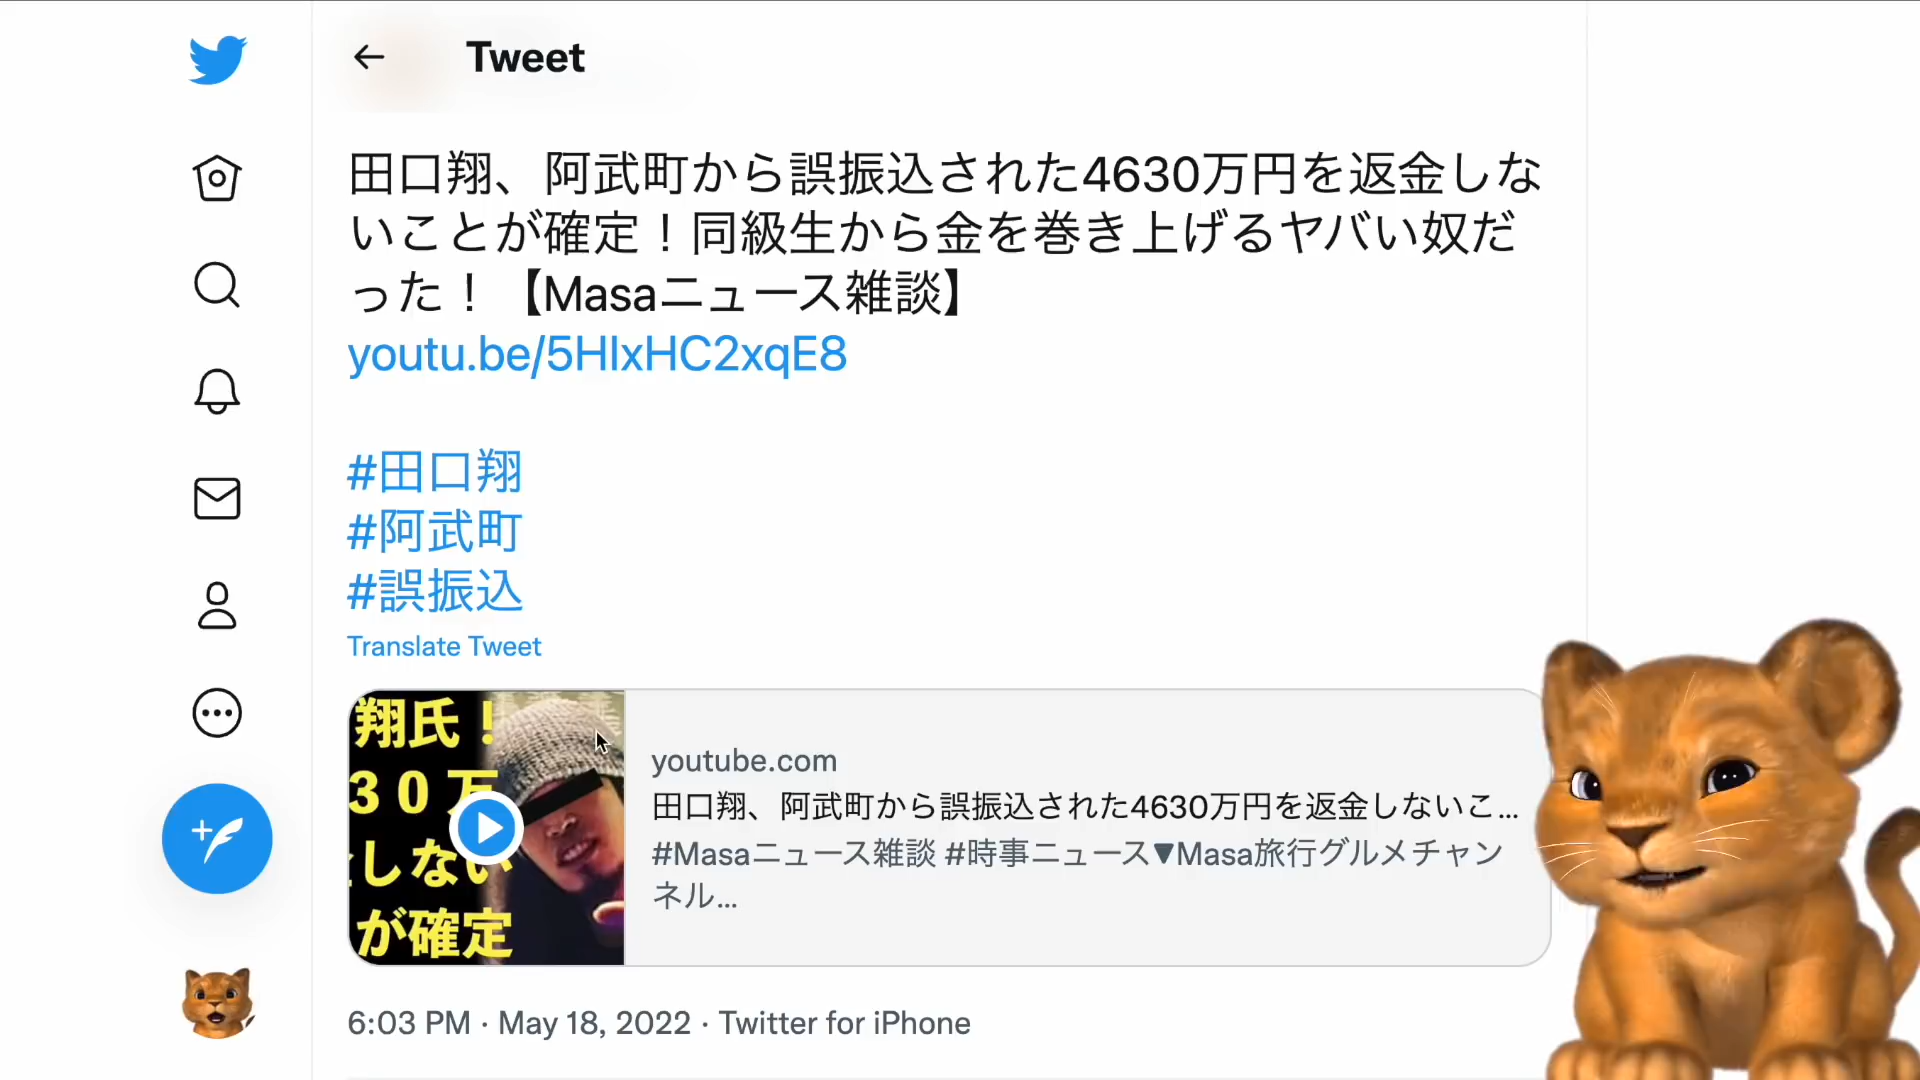 Tweet
田口翔、阿武町から誤振込された4630万円を返金しな
いことが確定！同級生から金を巻き上げるヤバい奴だ
った！【Masaニュース雑談】
youtu.be/5HIxHC2xqE8
#田口翔
#阿武町
#誤振込
Translate Tweet
翔氏！
30万
しない
が確定
youtube.com
田口翔、阿武町から誤振込された4630万円を返金しないこ...
#Masaニュース雑談 #時事ニュース▼Masa旅行グルメチャン
ネル...
6:03 PM · May 18, 2022 · Twitter for iPhone